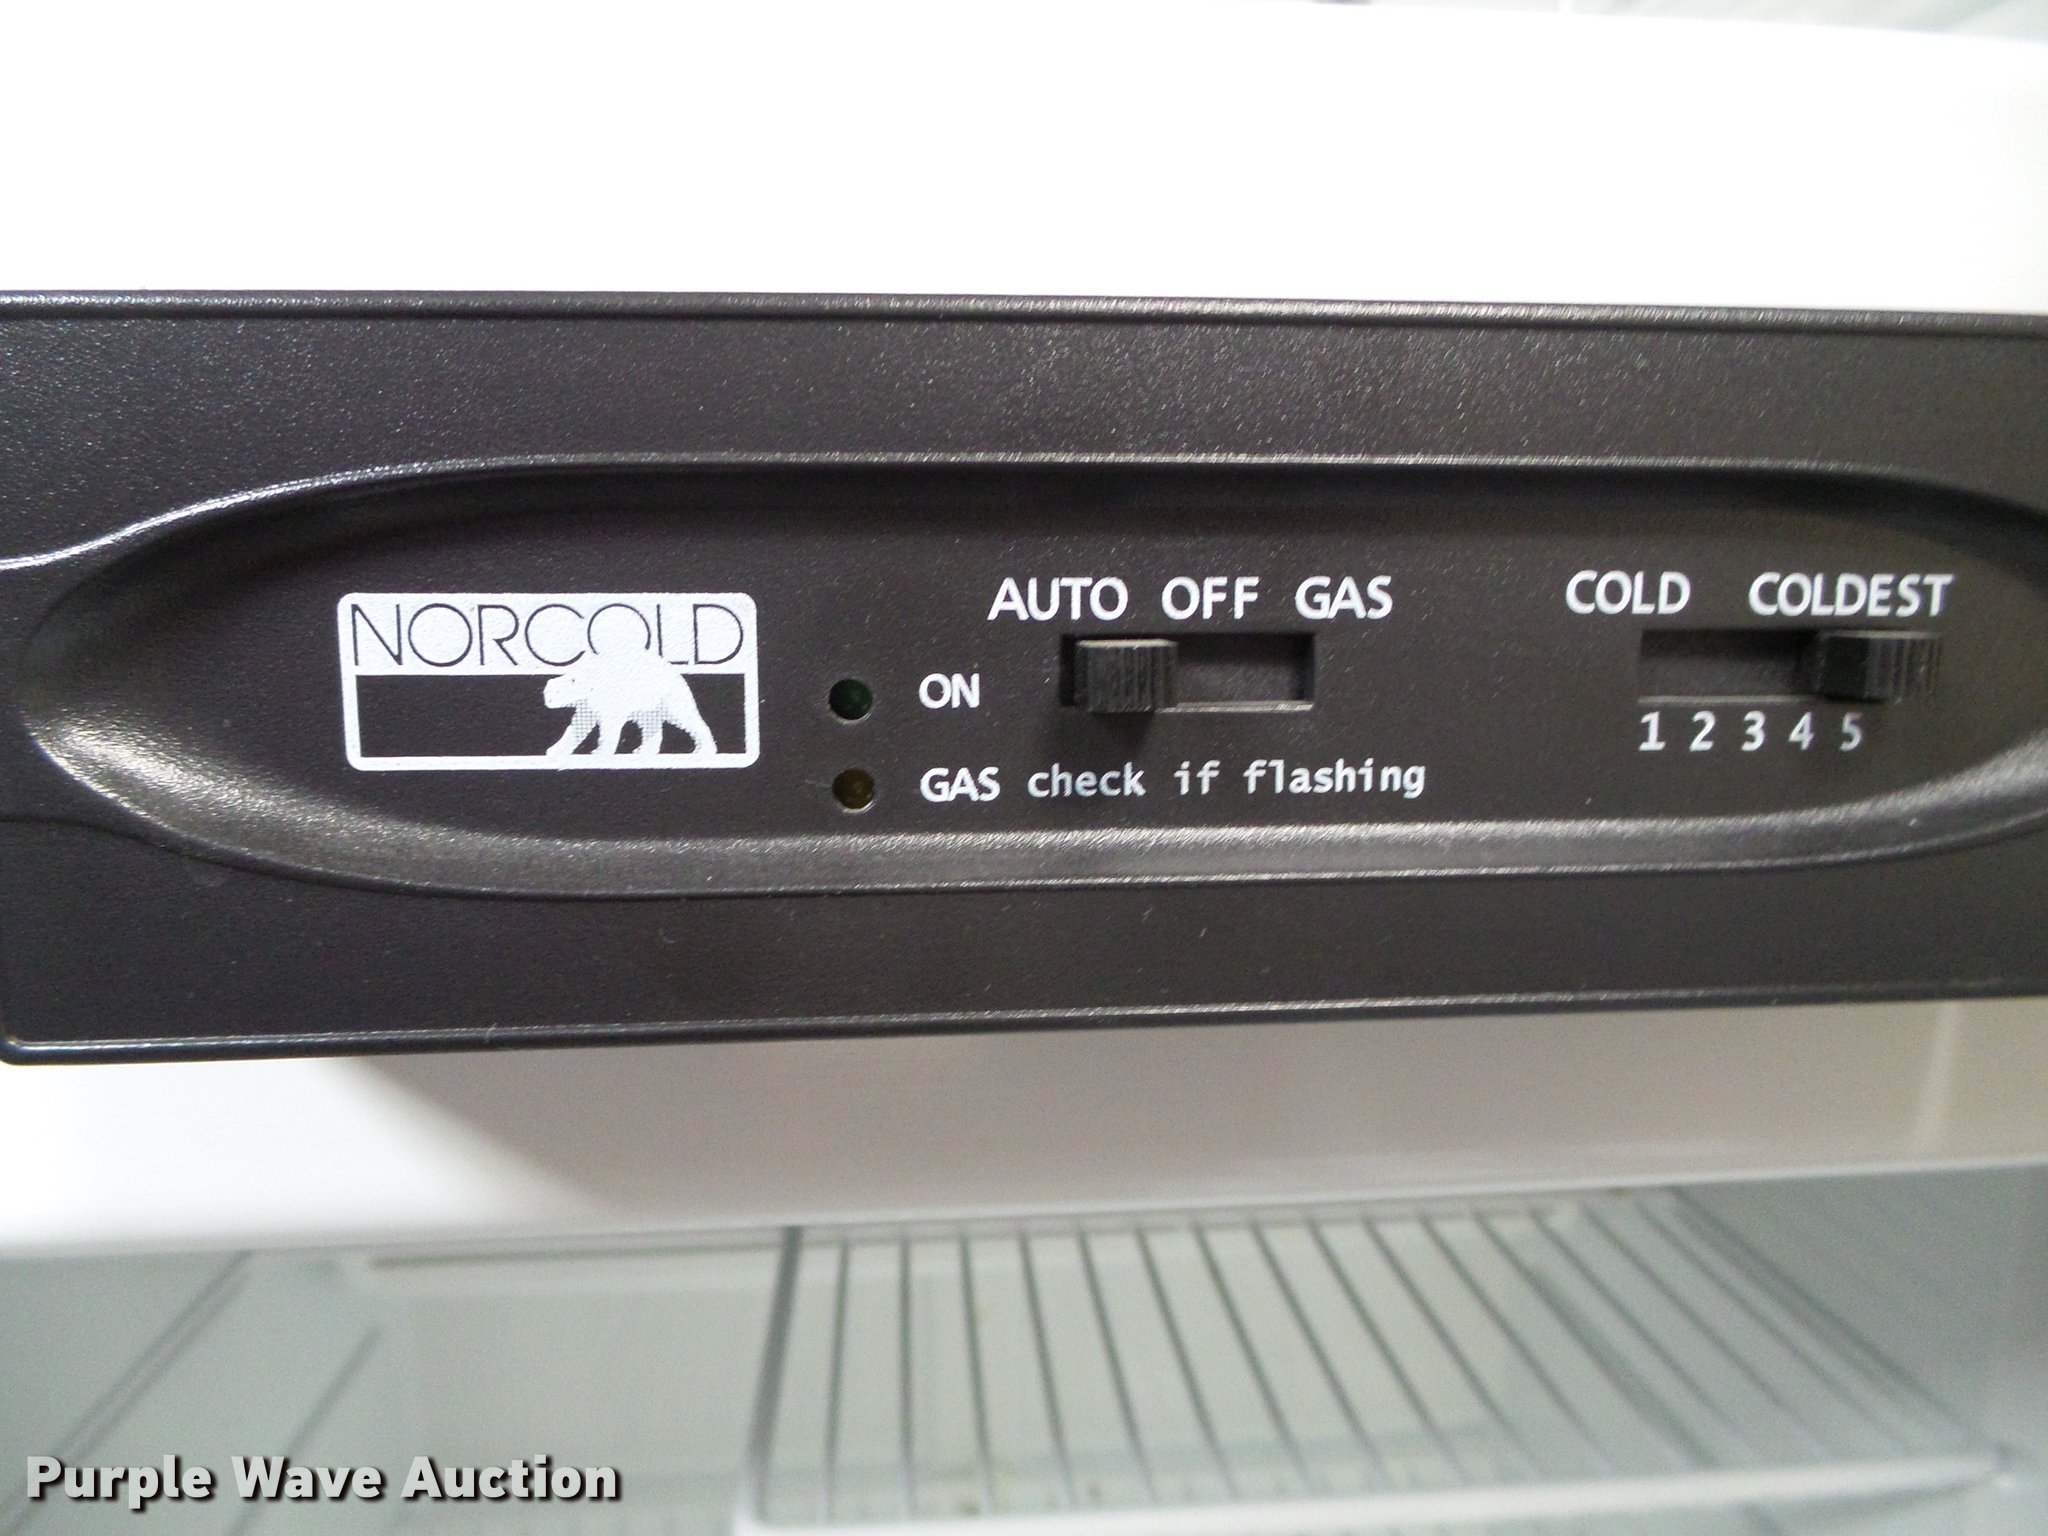 NORCOLD
AUTO OFF GAS
COLD COLDEST
ON
1 2 3 4 5
GAS check if flashing
Purple Wave Auction